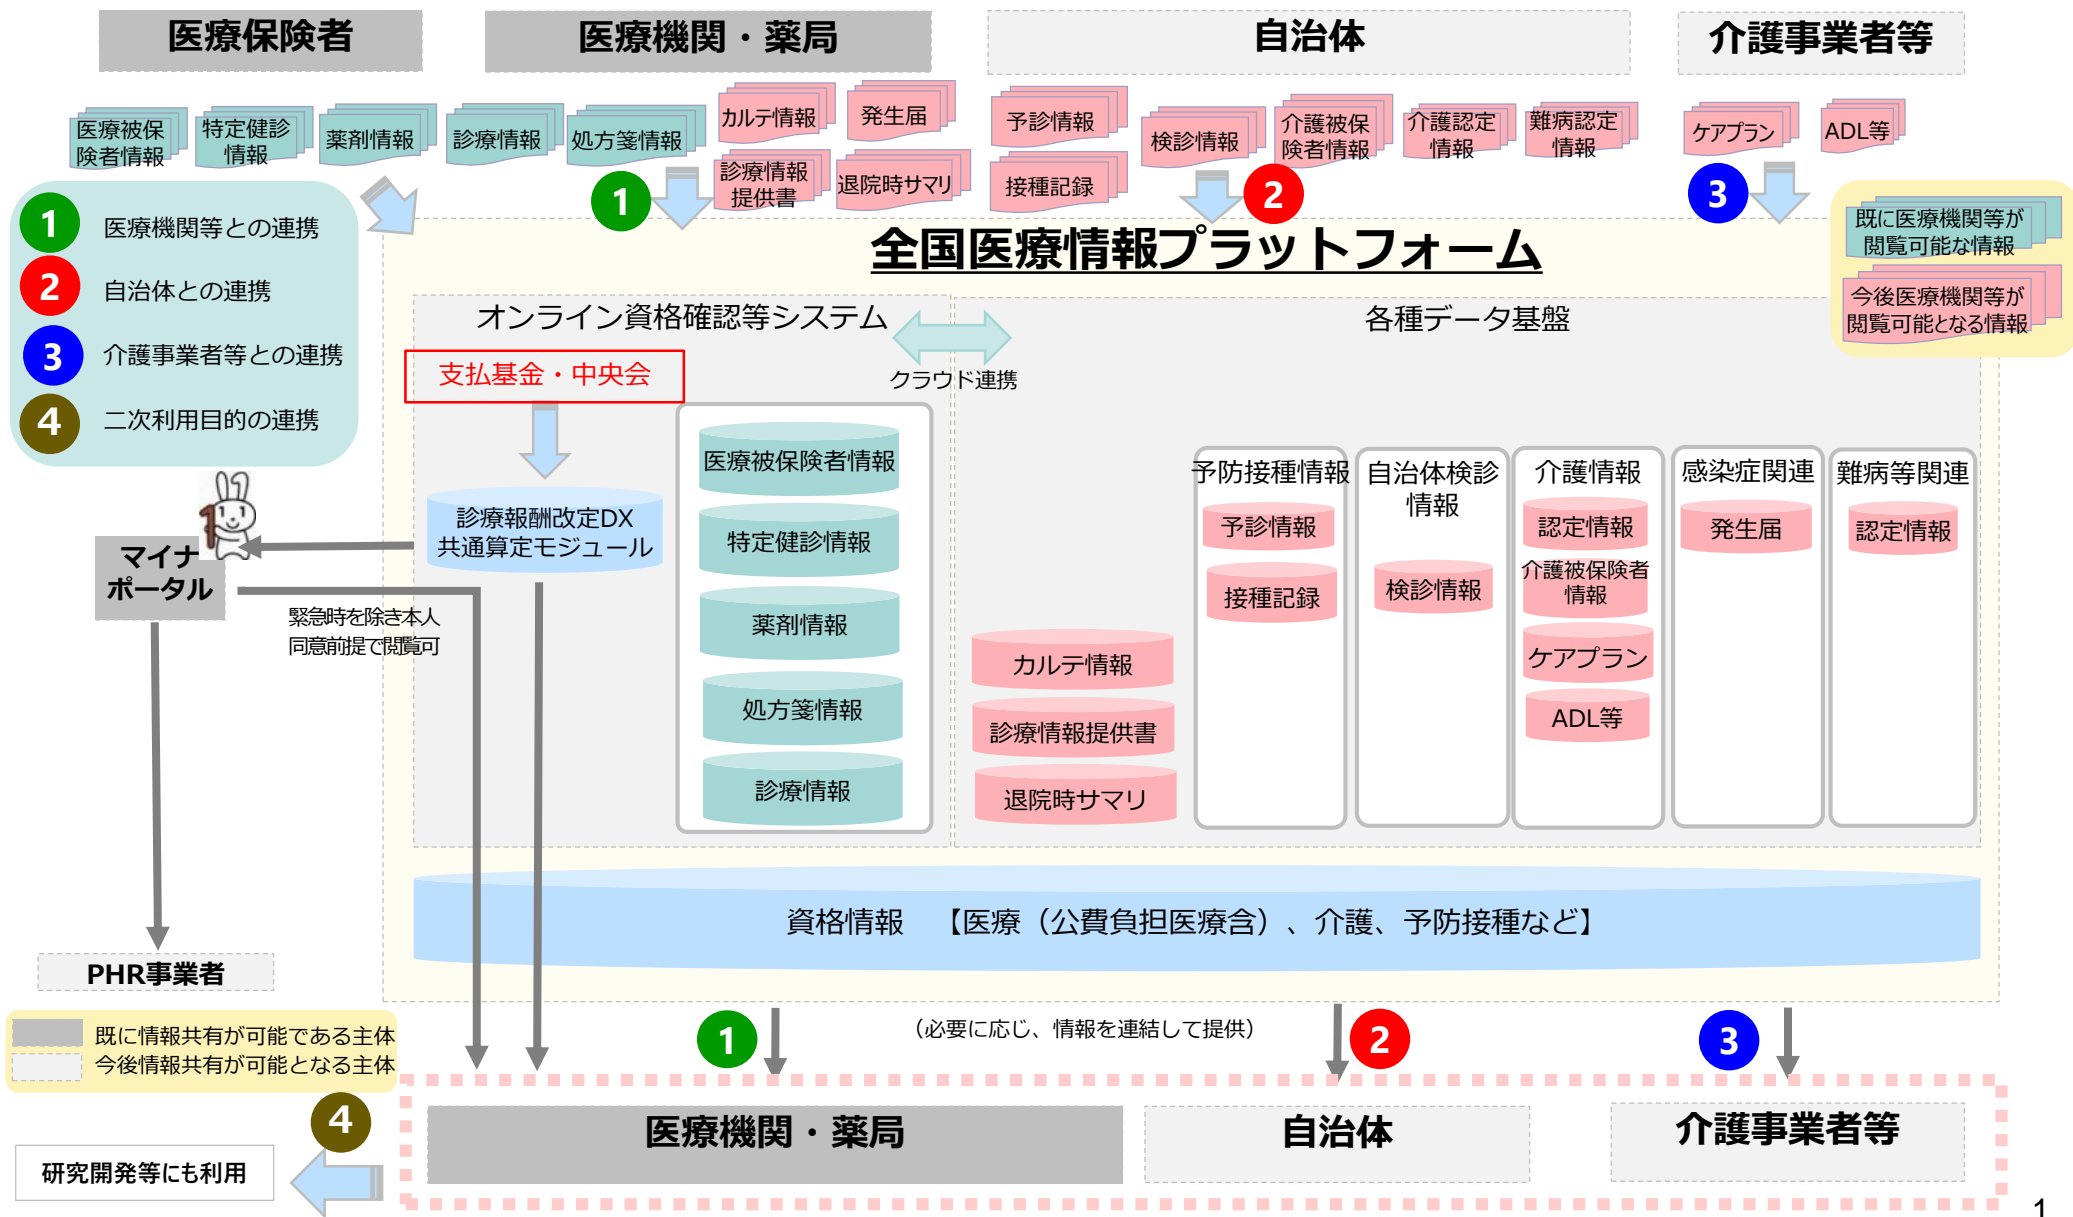 医療保険者
医療機関・薬局
自治体
介護事業者等
医療被保
険者情報
特定健診
情報
薬剤情報
診療情報
処方箋情報
カルテ情報
発生届
診療情報
提供書
退院時サマリ
予診情報
接種記録
検診情報
介護被保
険者情報
介護認定
情報
難病認定
情報
ケアプラン
ADL等
1
2
3
1 医療機関等との連携
2 自治体との連携
3 介護事業者等との連携
4 二次利用目的の連携
既に医療機関等が
閲覧可能な情報
今後医療機関等が
閲覧可能となる情報
全国医療情報プラットフォーム
オンライン資格確認等システム
クラウド連携
各種データ基盤
支払基金・中央会
診療報酬改定DX
共通算定モジュール
医療被保険者情報
特定健診情報
薬剤情報
処方箋情報
診療情報
カルテ情報
診療情報提供書
退院時サマリ
予防接種情報
予診情報
接種記録
自治体検診
情報
検診情報
介護情報
認定情報
介護被保険者
情報
ケアプラン
ADL等
感染症関連
発生届
難病等関連
認定情報
1
マイナ
ポータル
緊急時を除き本人
同意前提で閲覧可
PHR事業者
資格情報 【医療（公費負担医療含）、介護、予防接種など】
既に情報共有が可能である主体
今後情報共有が可能となる主体
1
（必要に応じ、情報を連結して提供）
2
3
4
医療機関・薬局
自治体
介護事業者等
研究開発等にも利用
1